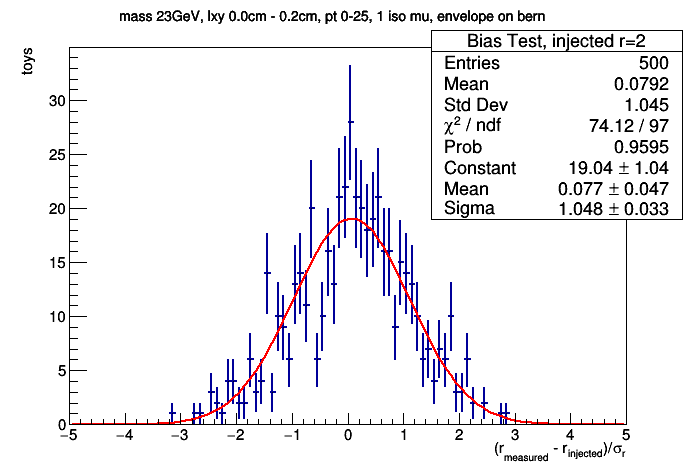 mass 23GeV, lxy 0.0cm - 0.2cm, pt 0-25, 1 iso mu, envelope on bern
Bias Test, injected r=2
Entries 500
Mean 0.0792
Std Dev 1.045
χ² / ndf 74.12 / 97
Prob 0.9595
Constant 19.04 ± 1.04
Mean 0.077 ± 0.047
Sigma 1.048 ± 0.033
toys
30
25
20
15
10
5
0
−5 −4 −3 −2 −1 0 1 2 3 4 5
(r_measured - r_injected)/σ_r